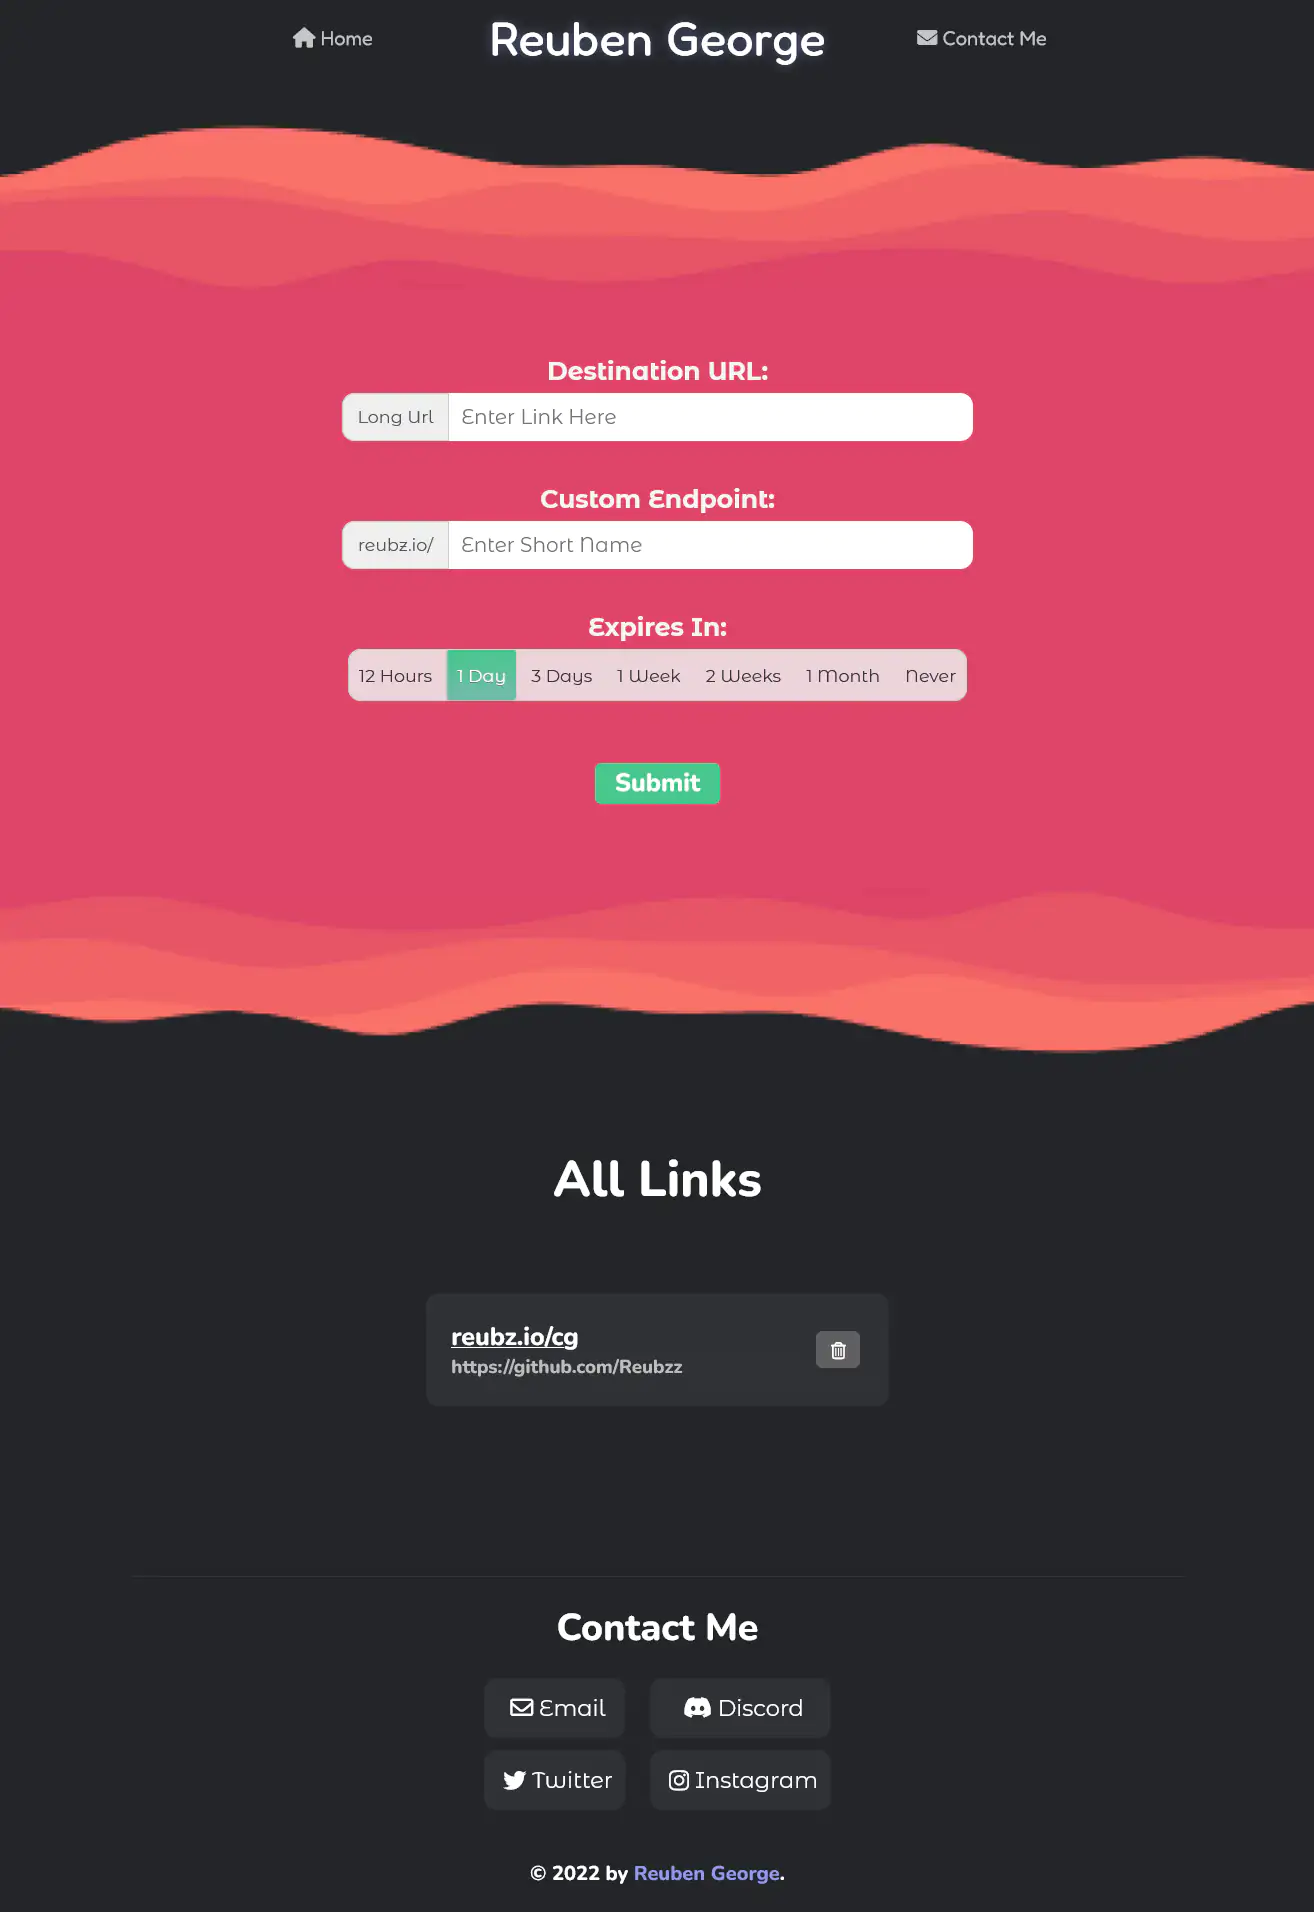 Home
Reuben George
Contact Me
Destination URL:
Long Url
Enter Link Here
Custom Endpoint:
reubz.io/
Enter Short Name
Expires In:
12 Hours 1 Day 3 Days 1 Week 2 Weeks 1 Month Never
Submit
All Links
reubz.io/cg
https://github.com/Reubzz
Contact Me
Email
Discord
Twitter
Instagram
© 2022 by Reuben George.